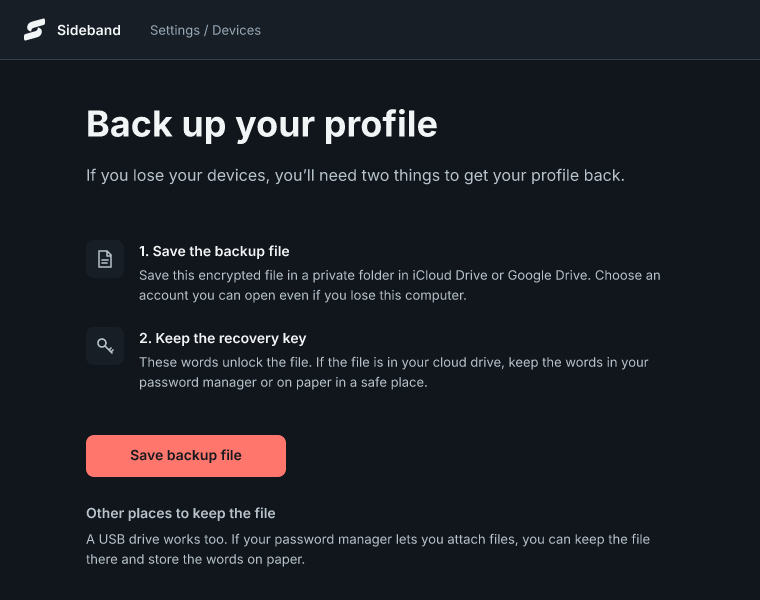 Sideband
Settings / Devices
Back up your profile
If you lose your devices, you’ll need two things to get your profile back.
1. Save the backup file
Save this encrypted file in a private folder in iCloud Drive or Google Drive. Choose an
account you can open even if you lose this computer.
2. Keep the recovery key
These words unlock the file. If the file is in your cloud drive, keep the words in your
password manager or on paper in a safe place.
Save backup file
Other places to keep the file
A USB drive works too. If your password manager lets you attach files, you can keep the file
there and store the words on paper.